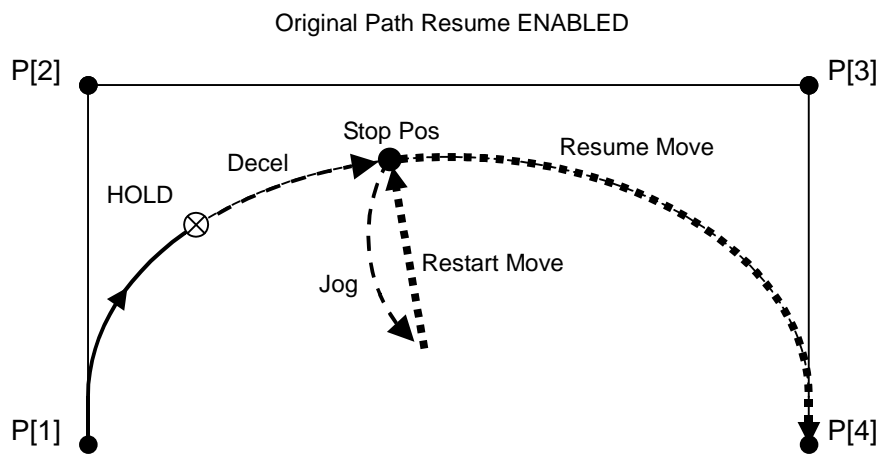 Original Path Resume ENABLED
P[2]
P[3]
Stop Pos
Resume Move
Decel
HOLD
Restart Move
Jog
P[1]
P[4]